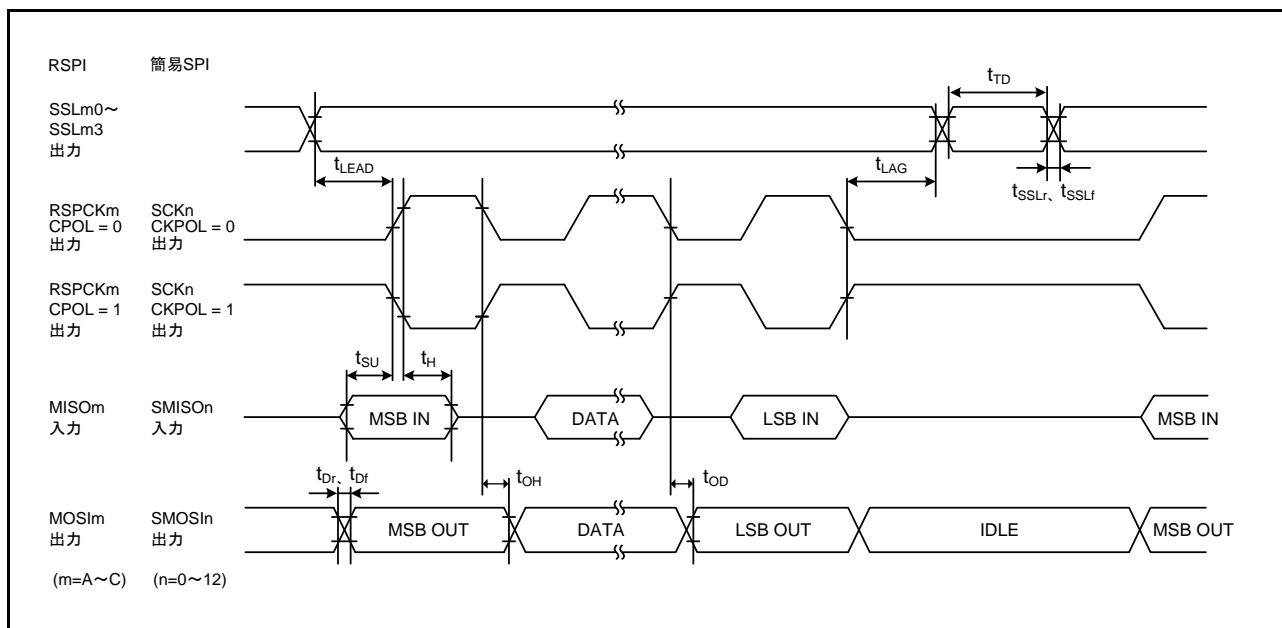 RSPI 簡易SPI
tTD
SSLm0～
SSLm3
出力
tLEAD
tLAG
tSSLr、tSSLf
RSPCKm SCKn
CPOL = 0 CKPOL = 0
出力 出力
RSPCKm SCKn
CPOL = 1 CKPOL = 1
出力 出力
tSU tH
MISOm SMISOn
入力 入力
MSB IN DATA LSB IN MSB IN
tDr、tDf tOH tOD
MOSIm SMOSIn
出力 出力
MSB OUT DATA LSB OUT IDLE MSB OUT
(m=A～C) (n=0～12)